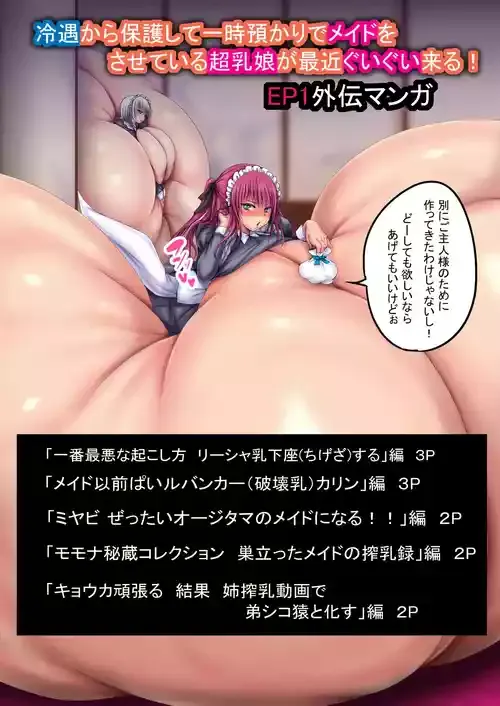 冷遇から保護して一時預かりでメイドを
させている超乳娘が最近ぐいぐい来る！
EP1外伝マンガ
別にご主人様のために
作ってきたわけじゃないし！
どーしても欲しいなら
あげてもいいけどぉ
「一番最悪な起こし方　リーシャ乳下座(ちげざ)する」編　3P
「メイド以前ぱいルバンカー（破壊乳）カリン」編　3P
「ミヤビ　ぜったいオージタマのメイドになる！！」編　2P
「モモナ秘蔵コレクション　巣立ったメイドの搾乳録」編　2P
「キョウカ頑張る　結果　姉搾乳動画で
弟シコ猿と化す」編　2P